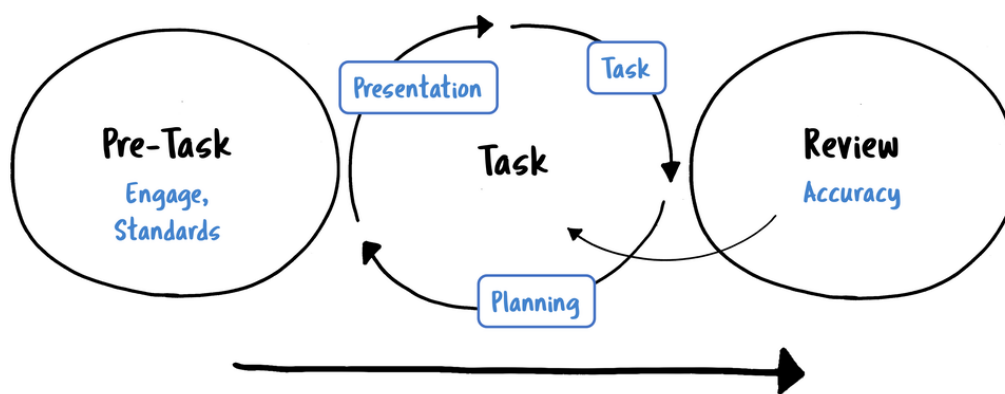 Pre-Task
Engage,
Standards
Presentation
Task
Task
Planning
Review
Accuracy